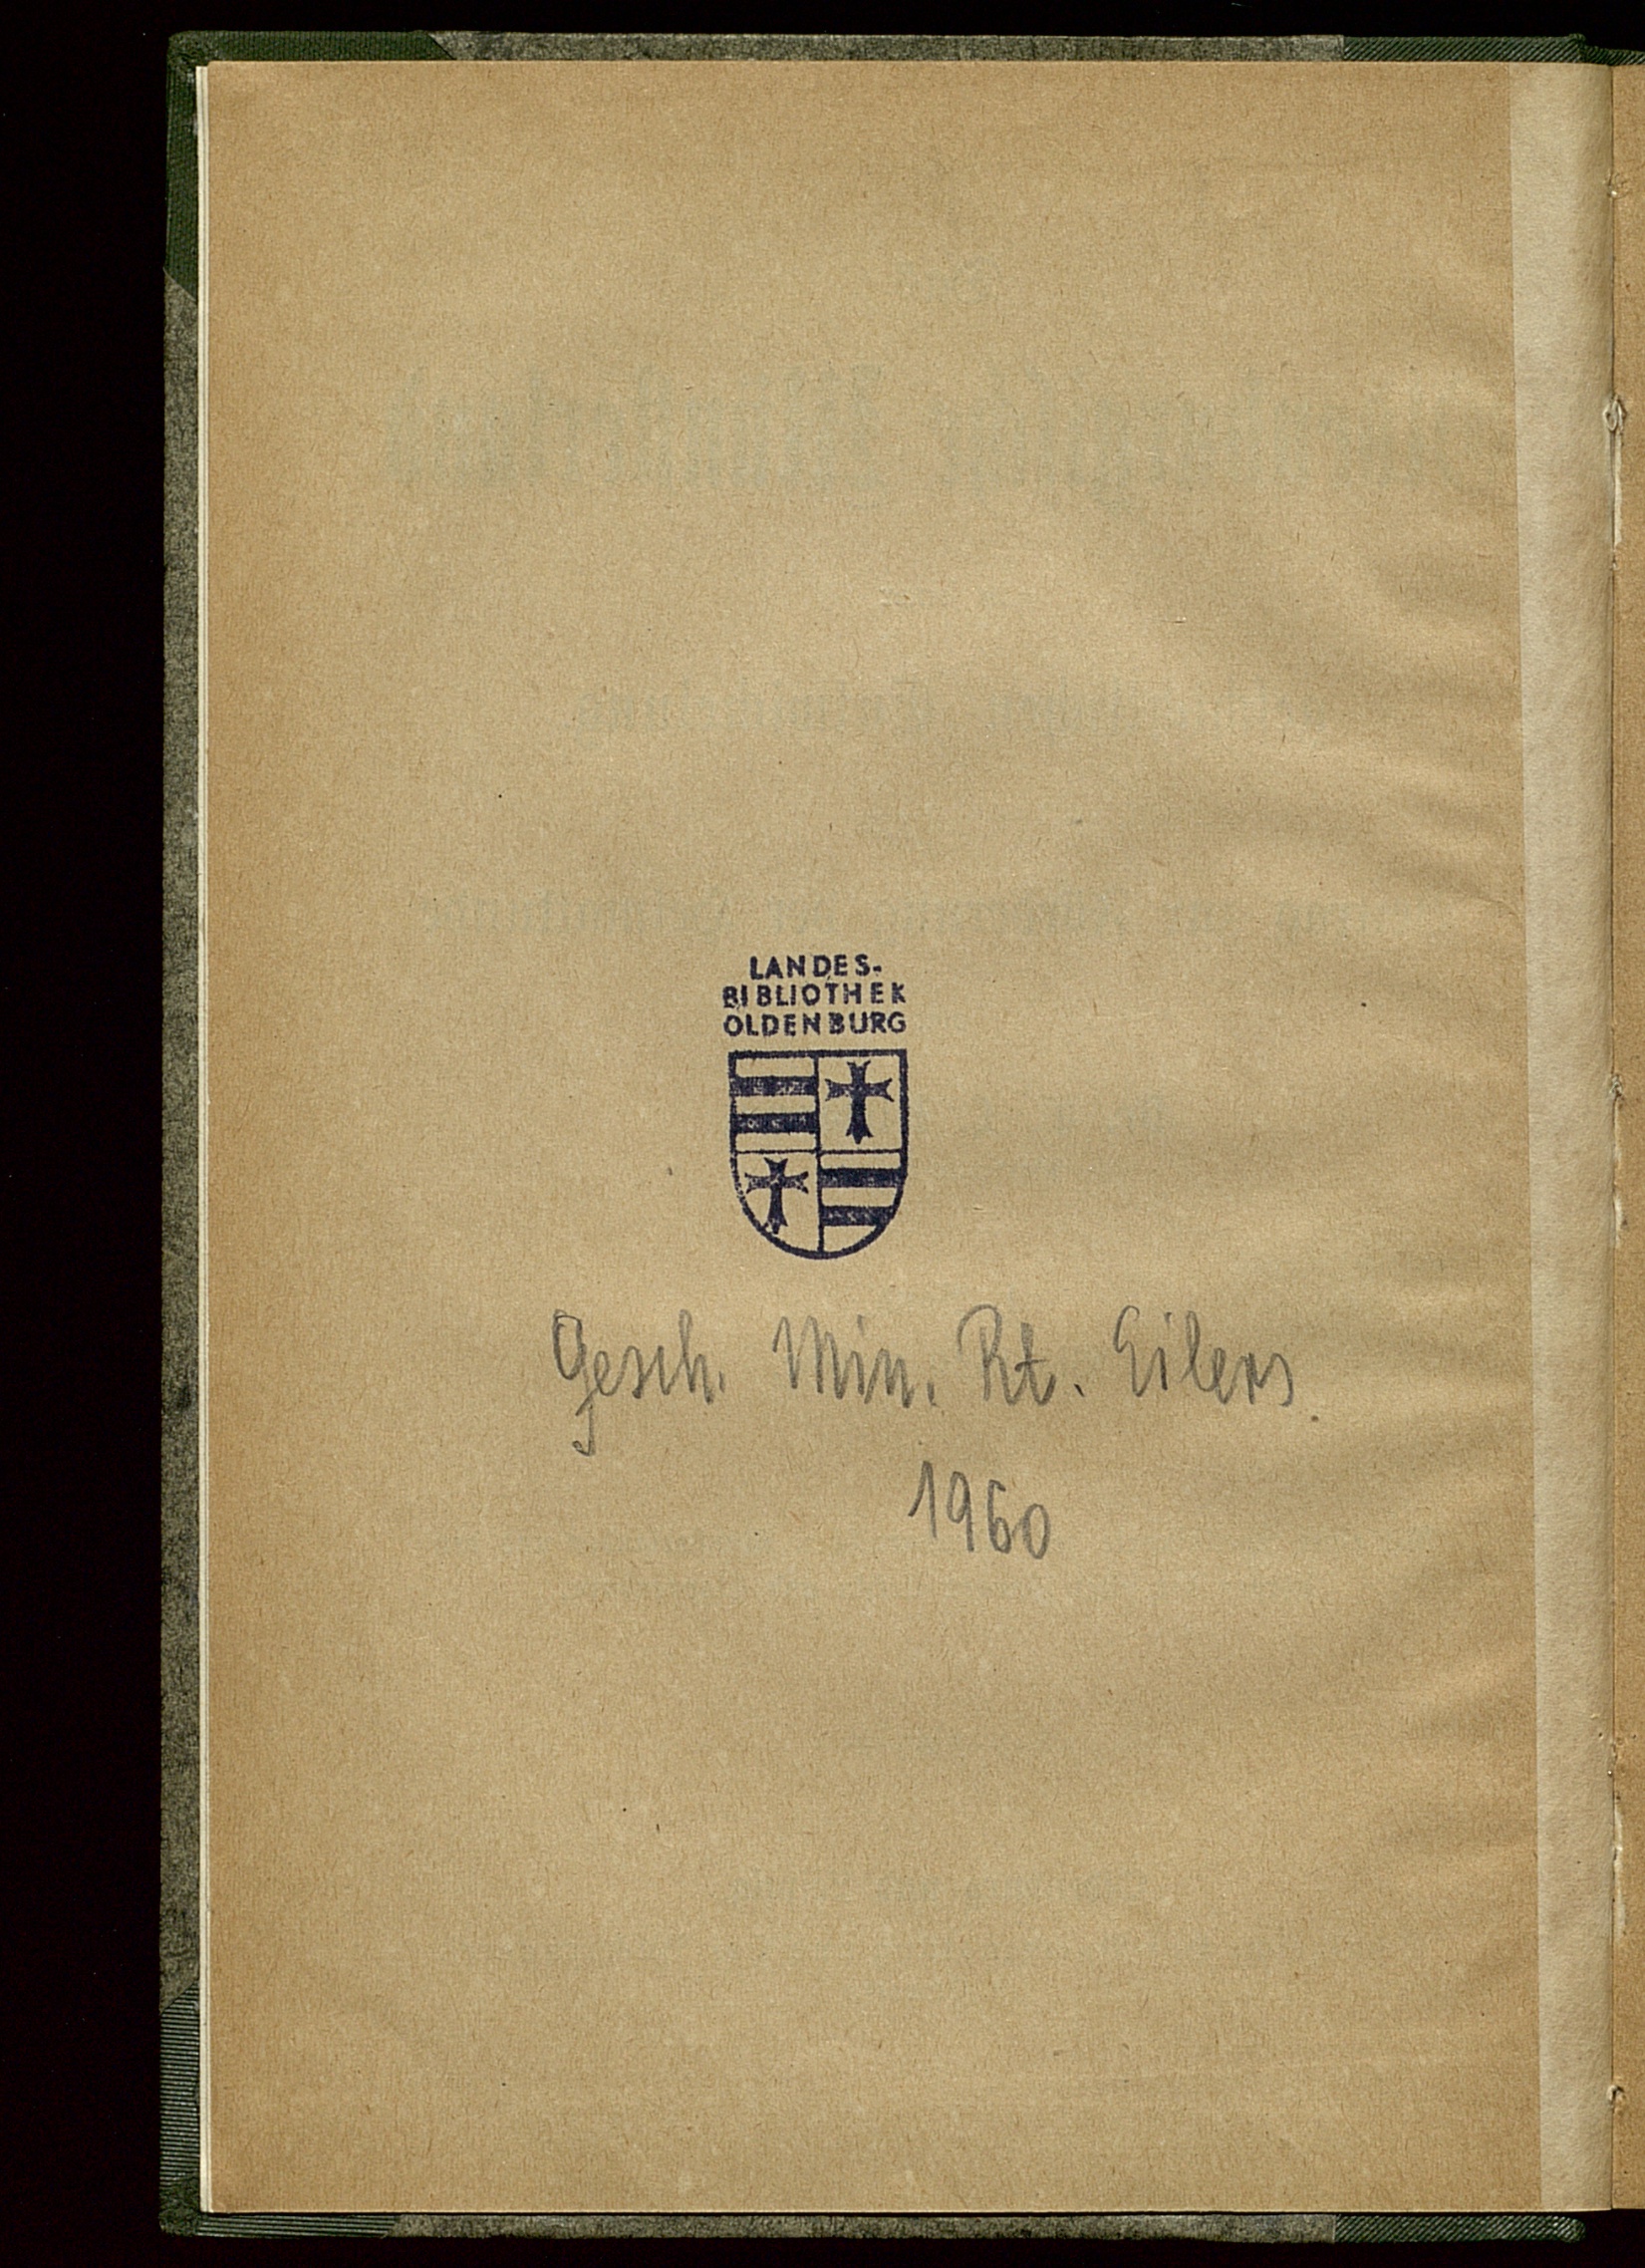 LANDES-
BIBLIOTHEK
OLDENBURG
Gesch. Min. Rt. Eilers.
1960